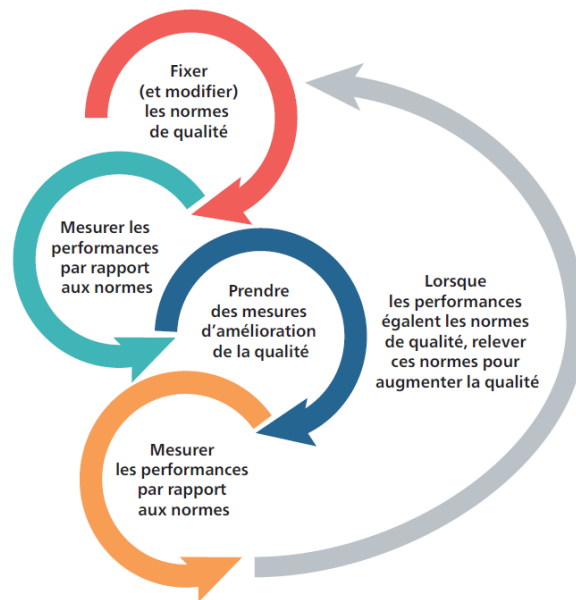 Fixer
(et modifier)
les normes
de qualité
Mesurer les
performances
par rapport
aux normes
Prendre
des mesures
d’amélioration
de la qualité
Lorsque
les performances
égalent les normes
de qualité, relever
ces normes pour
augmenter la qualité
Mesurer
les performances
par rapport
aux normes